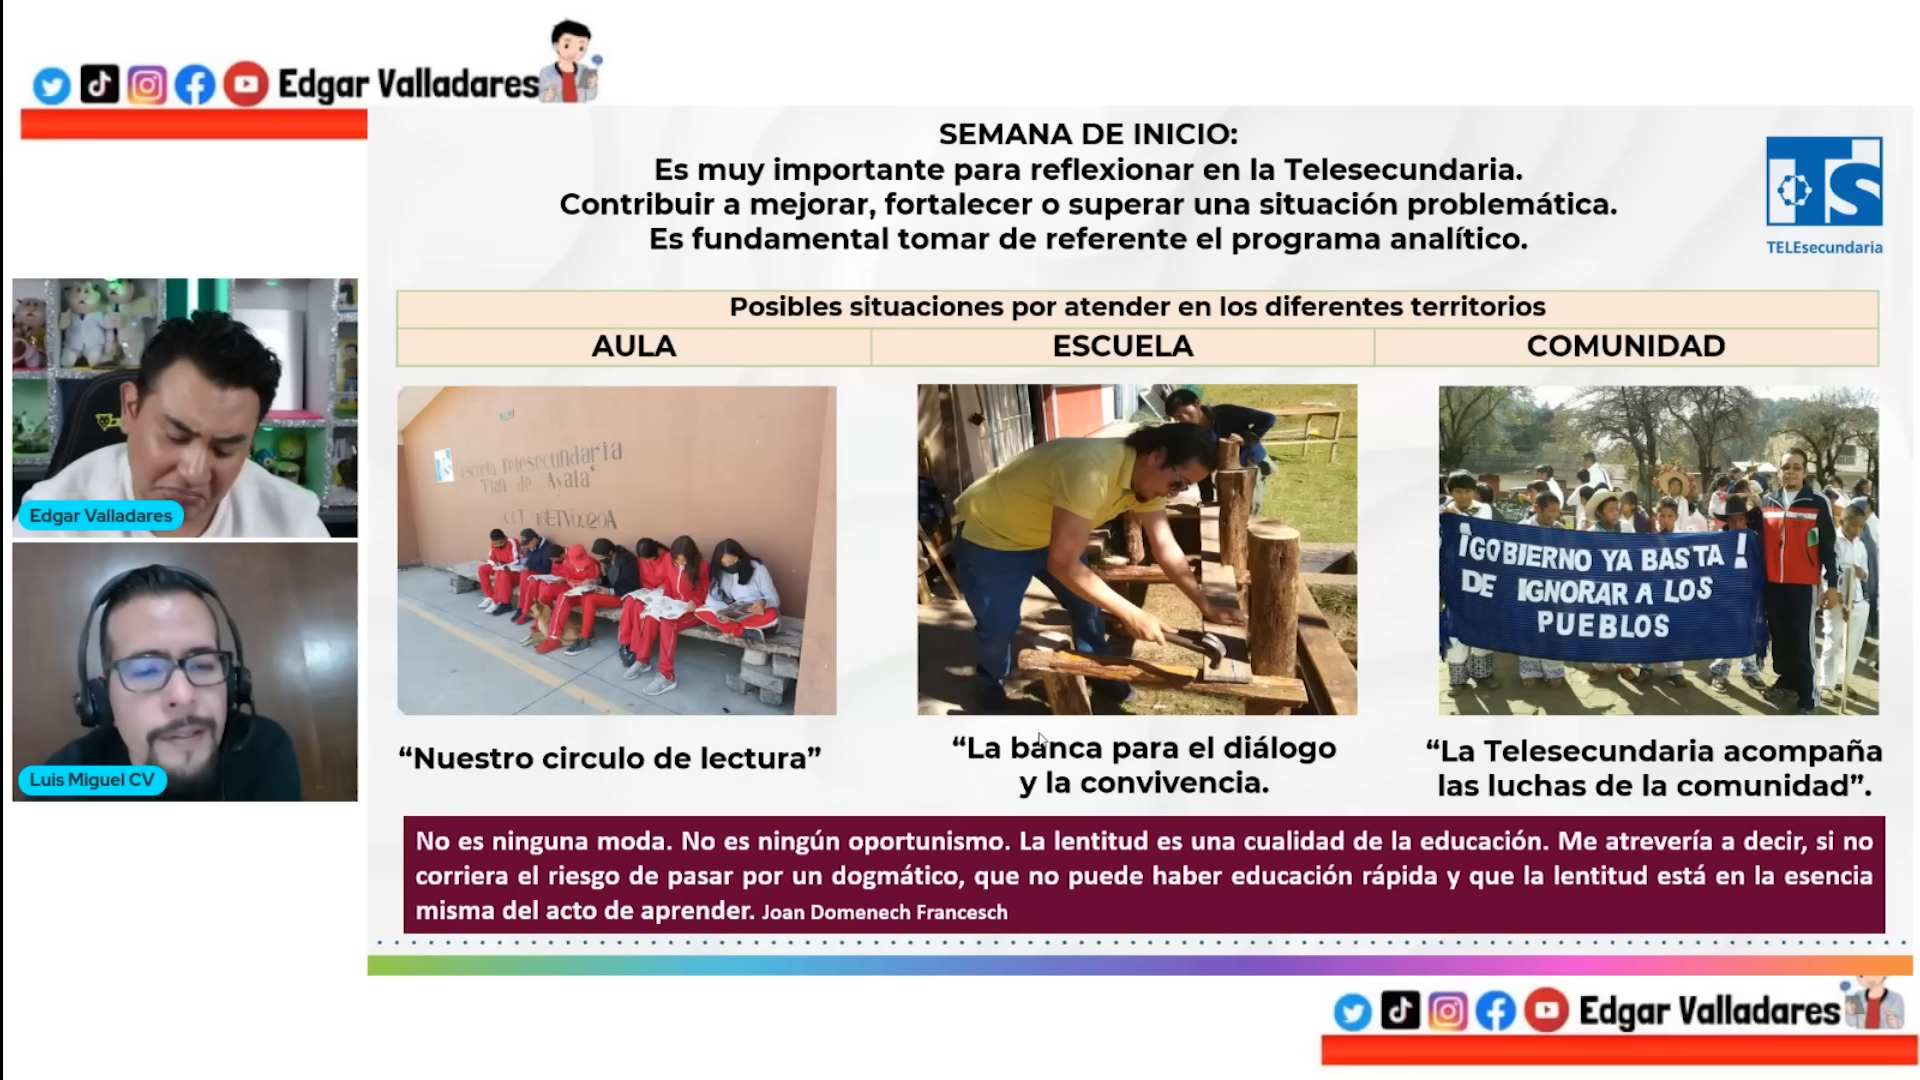 Edgar Valladares
SEMANA DE INICIO:
Es muy importante para reflexionar en la Telesecundaria.
Contribuir a mejorar, fortalecer o superar una situación problemática.
Es fundamental tomar de referente el programa analítico.
TS
TELEsecundaria
Posibles situaciones por atender en los diferentes territorios
AULA
ESCUELA
COMUNIDAD
Escuela Telesecundaria
"Plan de Ayala"
¡GOBIERNO YA BASTA!
DE IGNORAR A LOS
PUEBLOS
Edgar Valladares
Luis Miguel CV
“Nuestro circulo de lectura”
“La banca para el diálogo
y la convivencia.
“La Telesecundaria acompaña
las luchas de la comunidad”.
No es ninguna moda. No es ningún oportunismo. La lentitud es una cualidad de la educación. Me atrevería a decir, si no
corriera el riesgo de pasar por un dogmático, que no puede haber educación rápida y que la lentitud está en la esencia
misma del acto de aprender. Joan Domenech Francesch
Edgar Valladares